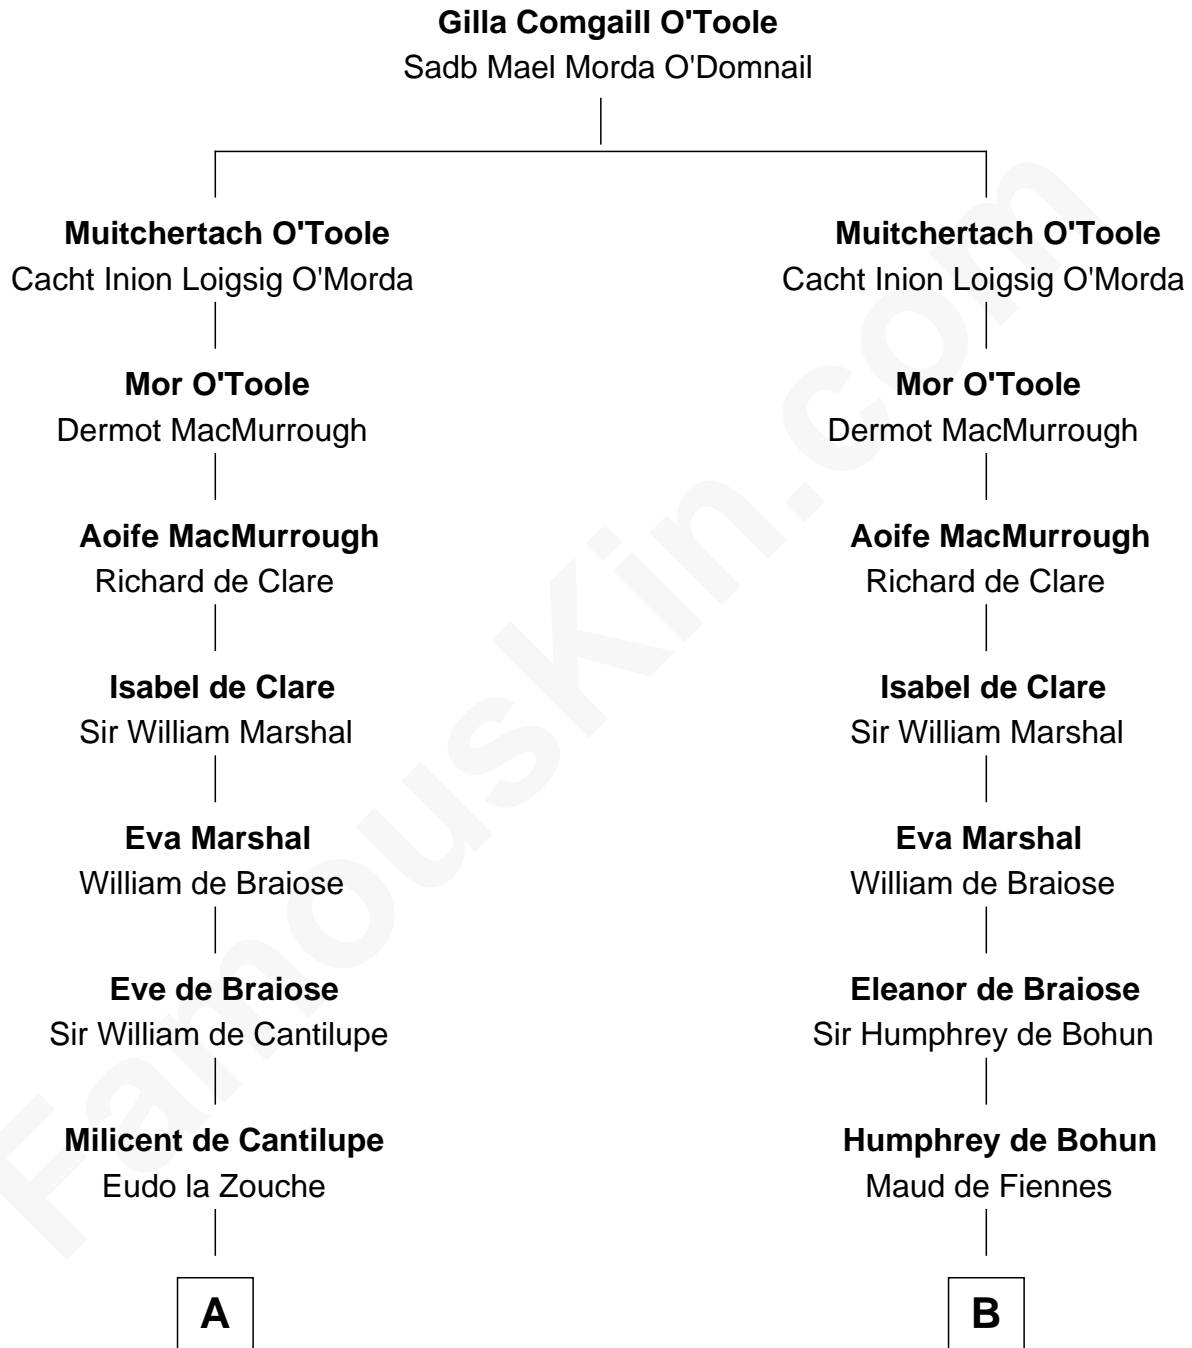 Gilla Comgaill O'Toole
Sadb Mael Morda O'Domnail
Muitchertach O'Toole
Cacht Inion Loigsig O'Morda
Mor O'Toole
Dermot MacMurrough
Aoife MacMurrough
Richard de Clare
Isabel de Clare
Sir William Marshal
Eva Marshal
William de Braiose
Eve de Braiose
Sir William de Cantilupe
Milicent de Cantilupe
Eudo la Zouche
A
Muitchertach O'Toole
Cacht Inion Loigsig O'Morda
Mor O'Toole
Dermot MacMurrough
Aoife MacMurrough
Richard de Clare
Isabel de Clare
Sir William Marshal
Eva Marshal
William de Braiose
Eleanor de Braiose
Sir Humphrey de Bohun
Humphrey de Bohun
Maud de Fiennes
B
FamousKin.com